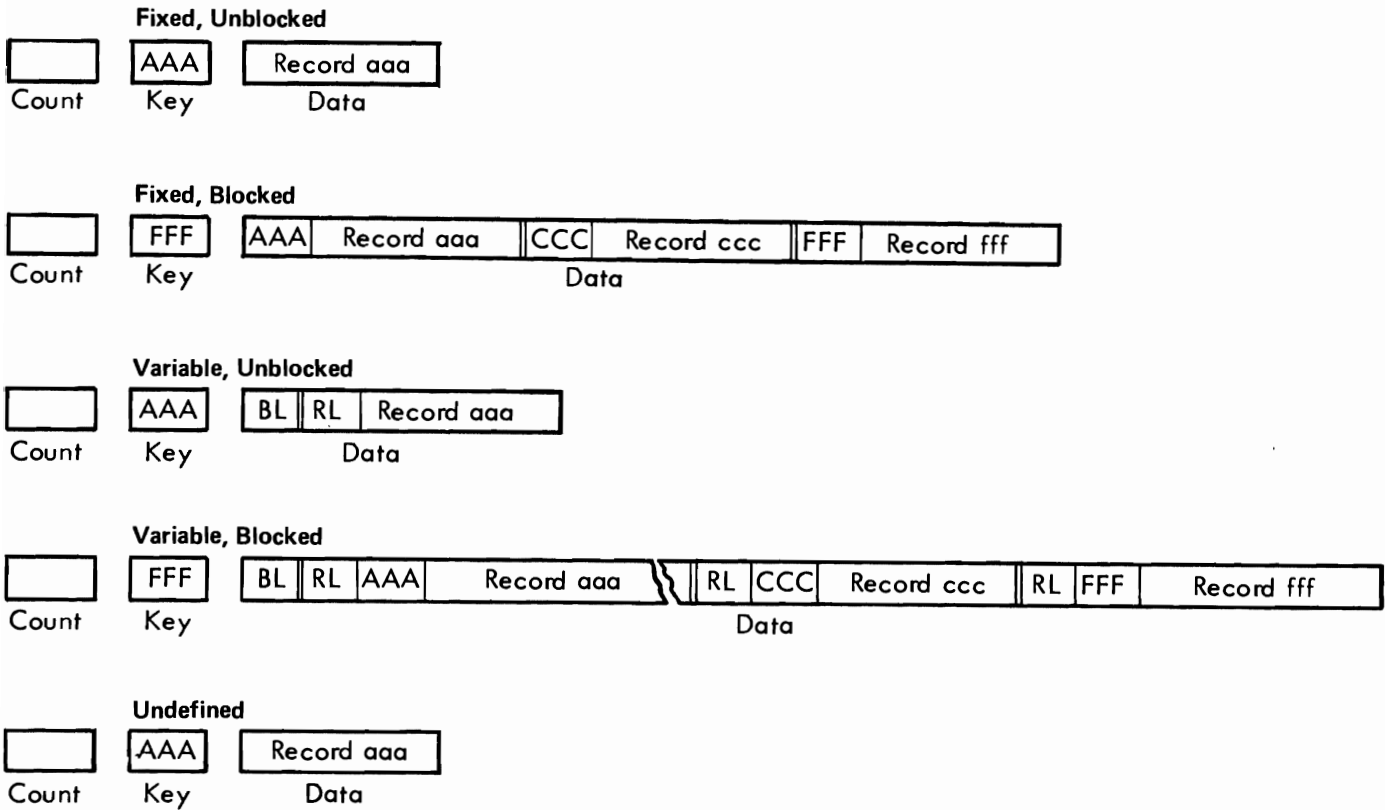 Fixed, Unblocked
AAA Record aaa
Count Key Data
Fixed, Blocked
FFF AAA Record aaa CCC Record ccc FFF Record fff
Count Key Data
Variable, Unblocked
AAA BL RL Record aaa
Count Key Data
Variable, Blocked
FFF BL RL AAA Record aaa RL CCC Record ccc RL FFF Record fff
Count Key Data
Undefined
AAA Record aaa
Count Key Data